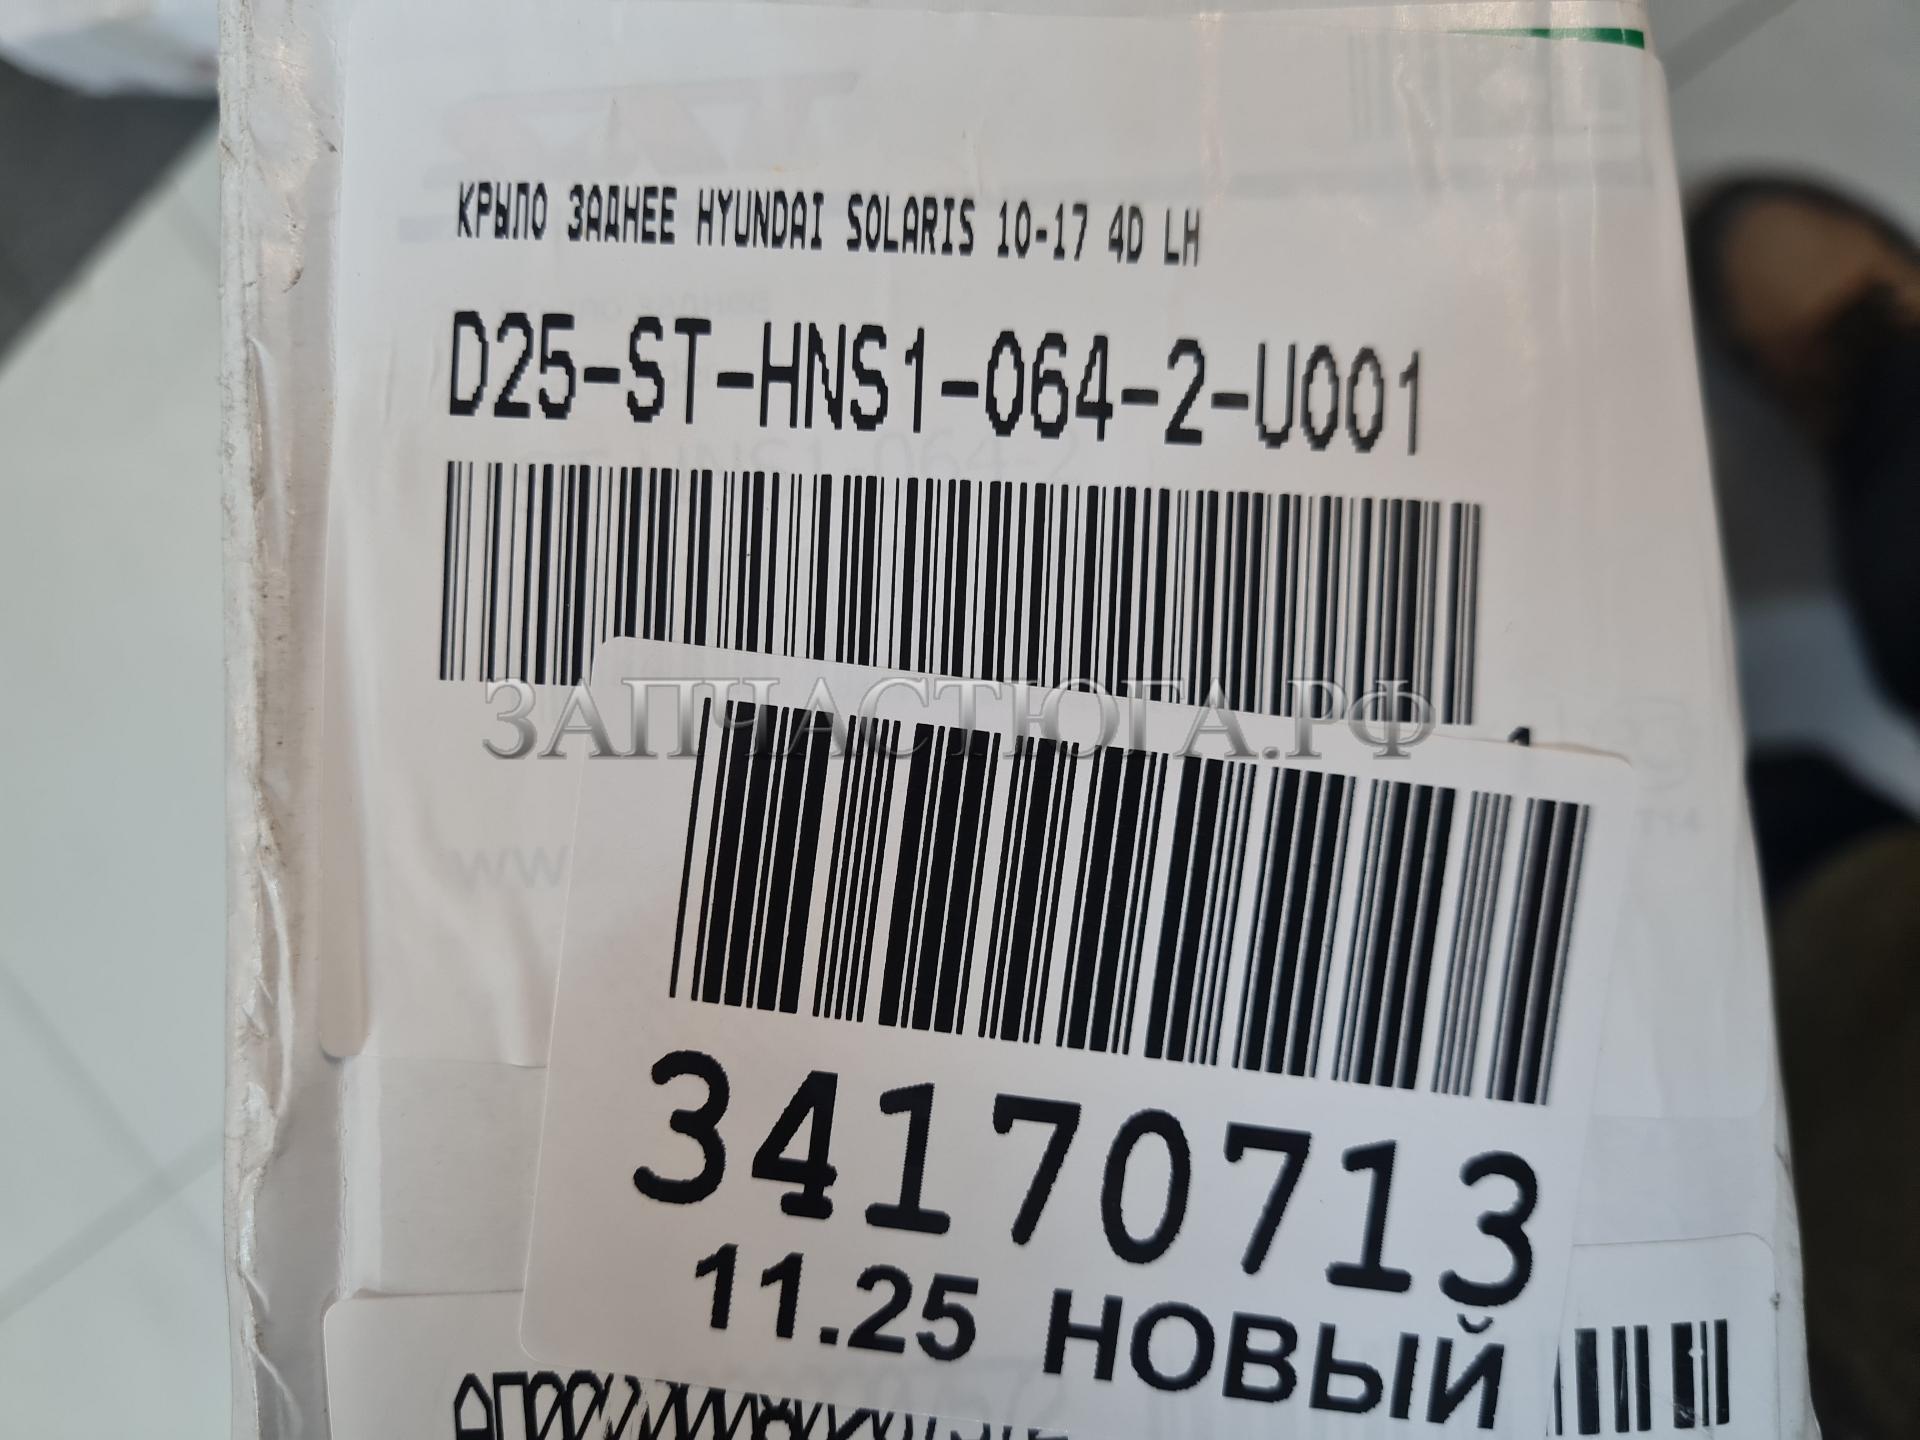 КРЫЛО ЗАДНЕЕ HYUNDAI SOLARIS 10-17 4D LH
D25-ST-HNS1-064-2-U001
ЗАПЧАСТЮГА.РФ
34170713
11.25 НОВЫЙ